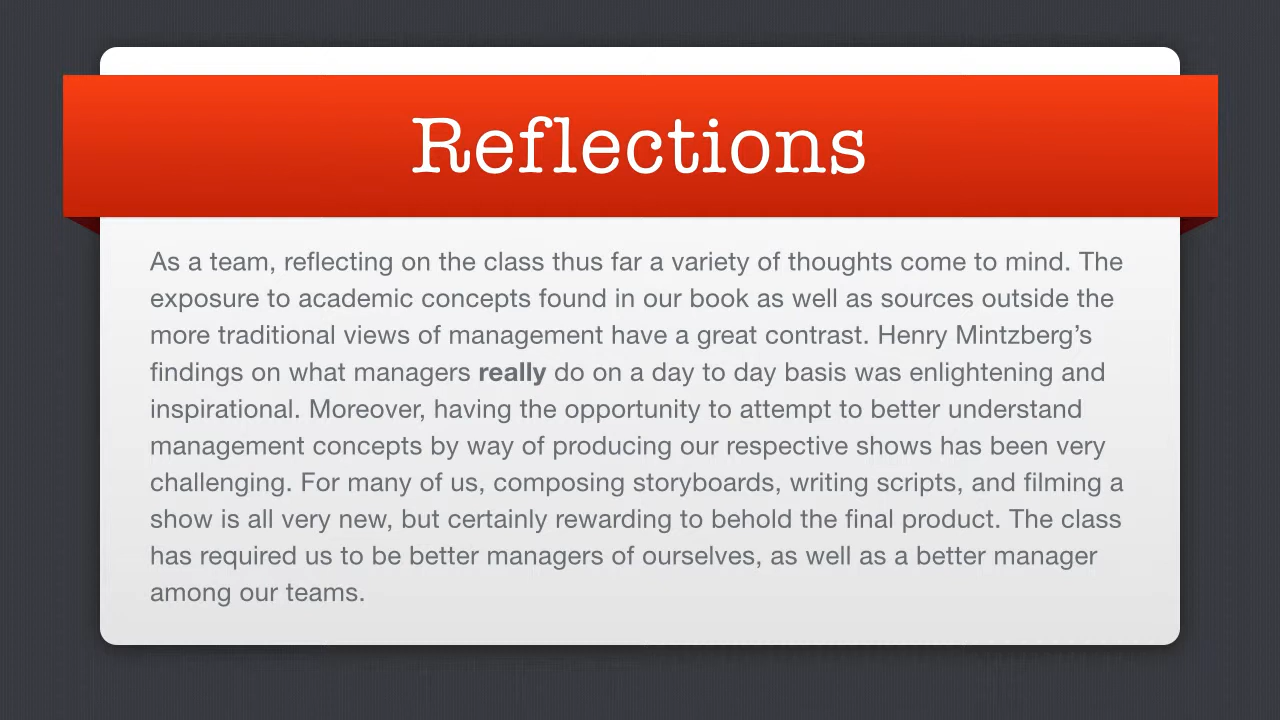 Reflections
As a team, reflecting on the class thus far a variety of thoughts come to mind. The
exposure to academic concepts found in our book as well as sources outside the
more traditional views of management have a great contrast. Henry Mintzberg’s
findings on what managers really do on a day to day basis was enlightening and
inspirational. Moreover, having the opportunity to attempt to better understand
management concepts by way of producing our respective shows has been very
challenging. For many of us, composing storyboards, writing scripts, and filming a
show is all very new, but certainly rewarding to behold the final product. The class
has required us to be better managers of ourselves, as well as a better manager
among our teams.